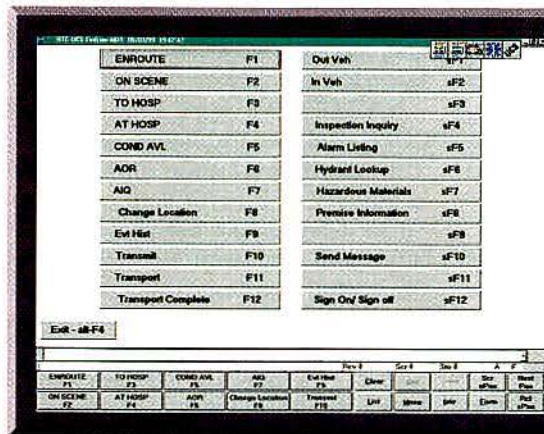 ENROUTE F1
ON SCENE F2
TO HOSP F3
AT HOSP F4
COND AVL F5
AOR F6
AIQ F7
Change Location F8
Evt Hist F9
Transmit F10
Transport F11
Transport Complete F12
Out Veh sF1
In Veh sF2
sF3
Inspection Inquiry sF4
Alarm Listing sF5
Hydrant Lookup sF6
Hazardous Materials sF7
Premise Information sF8
sF9
Send Message sF10
sF11
Sign On/ Sign off sF12
Exit - alt-F4
ENROUTE F1
TO HOSP F3
COND AVL F5
AIQ F7
Evt Hist F9
Clear
ON SCENE F2
AT HOSP F4
AOR
Change Location F8
Transmit F10